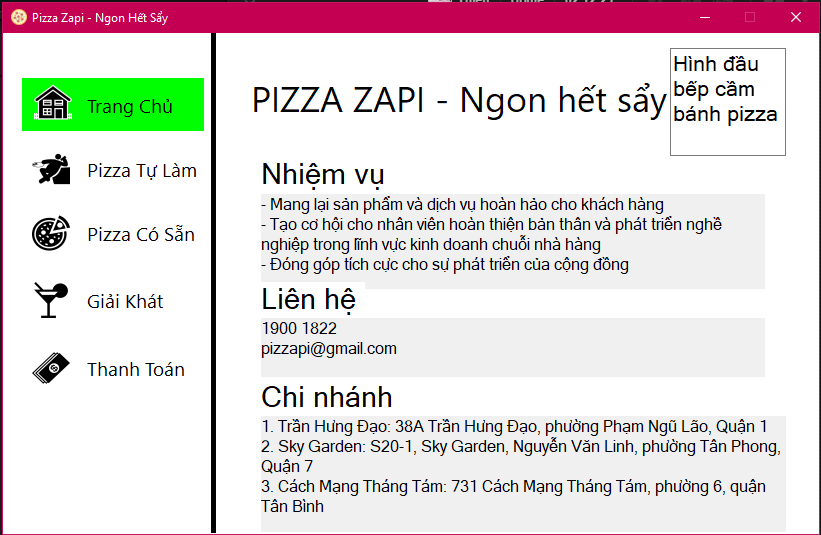 Pizza Zapi - Ngon Hết Sẩy
Trang Chủ
Pizza Tự Làm
Pizza Có Sẵn
Giải Khát
Thanh Toán
PIZZA ZAPI - Ngon hết sẩy
Hình đầu
bếp cầm
bánh pizza
Nhiệm vụ
- Mang lại sản phẩm và dịch vụ hoàn hảo cho khách hàng
- Tạo cơ hội cho nhân viên hoàn thiện bản thân và phát triển nghề
nghiệp trong lĩnh vực kinh doanh chuỗi nhà hàng
- Đóng góp tích cực cho sự phát triển của cộng đồng
Liên hệ
1900 1822
pizzapi@gmail.com
Chi nhánh
1. Trần Hưng Đạo: 38A Trần Hưng Đạo, phường Phạm Ngũ Lão, Quận 1
2. Sky Garden: S20-1, Sky Garden, Nguyễn Văn Linh, phường Tân Phong,
Quận 7
3. Cách Mạng Tháng Tám: 731 Cách Mạng Tháng Tám, phường 6, quận
Tân Bình